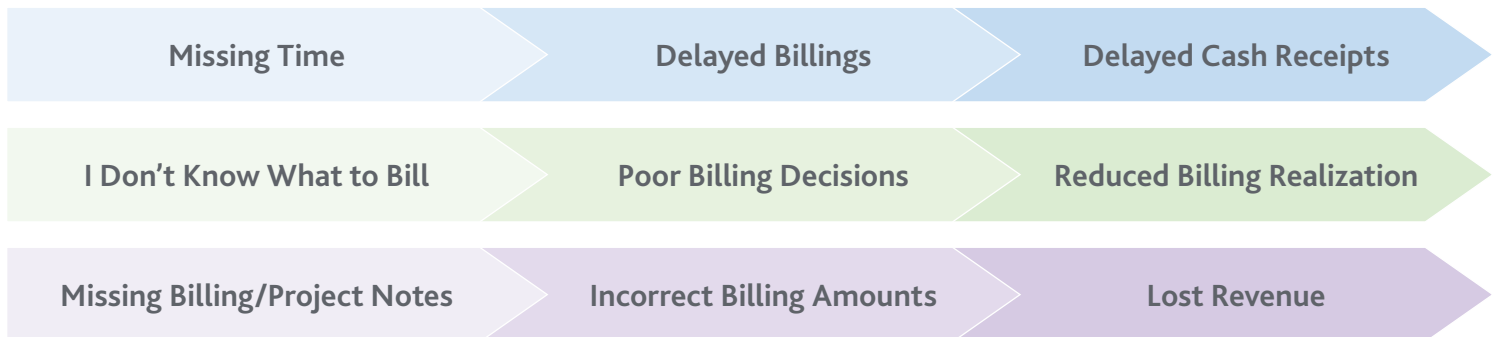 Missing Time
Delayed Billings
Delayed Cash Receipts
I Don't Know What to Bill
Poor Billing Decisions
Reduced Billing Realization
Missing Billing/Project Notes
Incorrect Billing Amounts
Lost Revenue